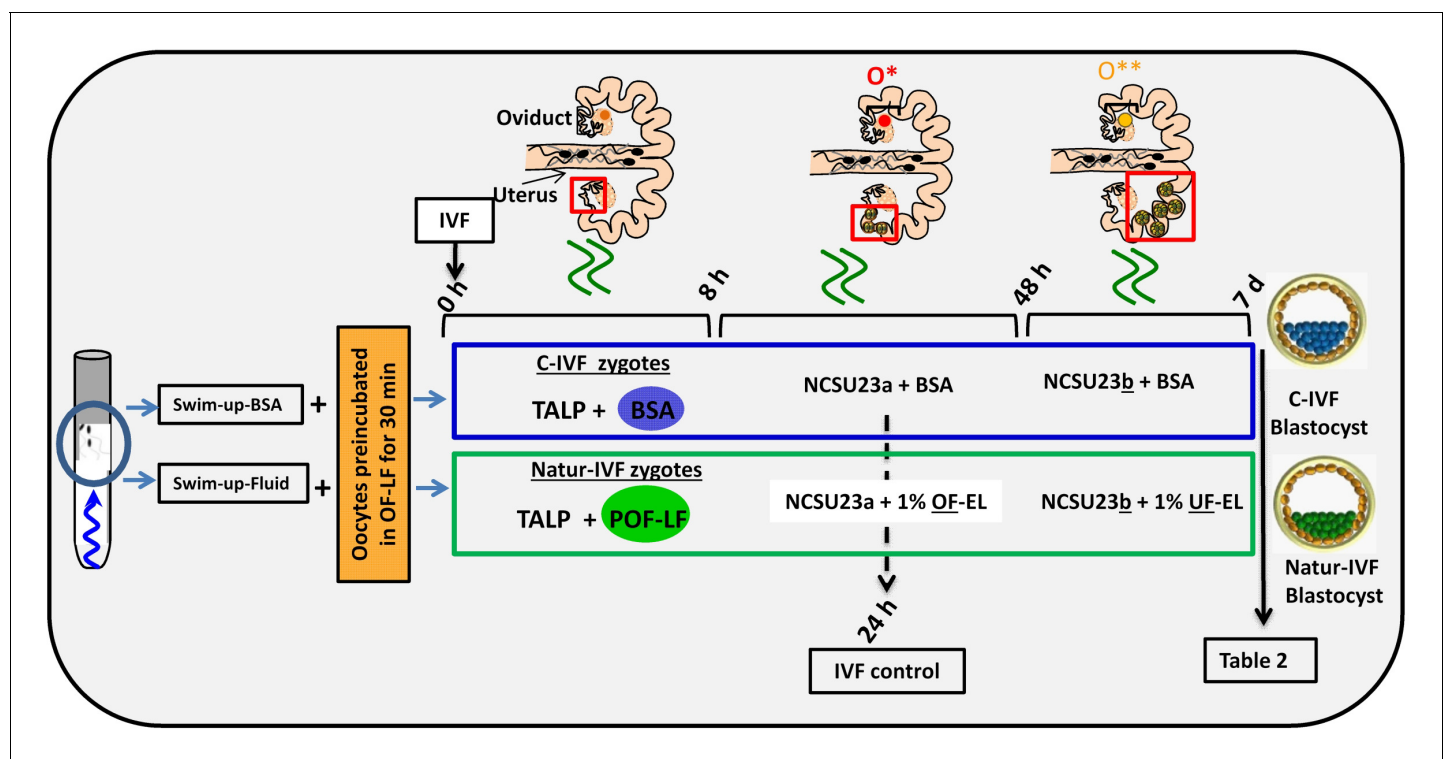 O*
O**
Oviduct
Uterus
IVF
0 h
8 h
48 h
7 d
Swim-up-BSA
+
Swim-up-Fluid
+
Oocytes preincubated
in OF-LF for 30 min
C-IVF zygotes
TALP + BSA
NCSU23a + BSA
NCSU23b + BSA
Natur-IVF zygotes
TALP + POF-LF
NCSU23a + 1% OF-EL
NCSU23b + 1% UF-EL
C-IVF
Blastocyst
Natur-IVF
Blastocyst
24 h
IVF control
Table 2